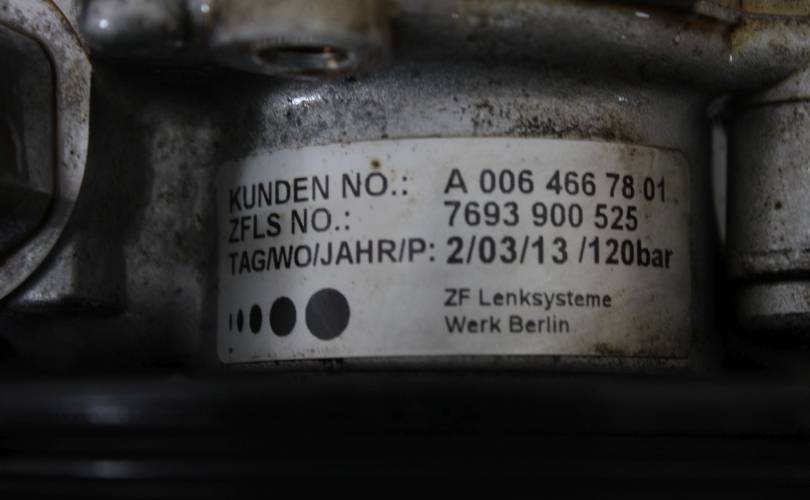 KUNDEN NO.: A 006 466 78 01
ZFLS NO.: 7693 900 525
TAG/WO/JAHR/P: 2/03/13 /120bar
ZF Lenksysteme
Werk Berlin